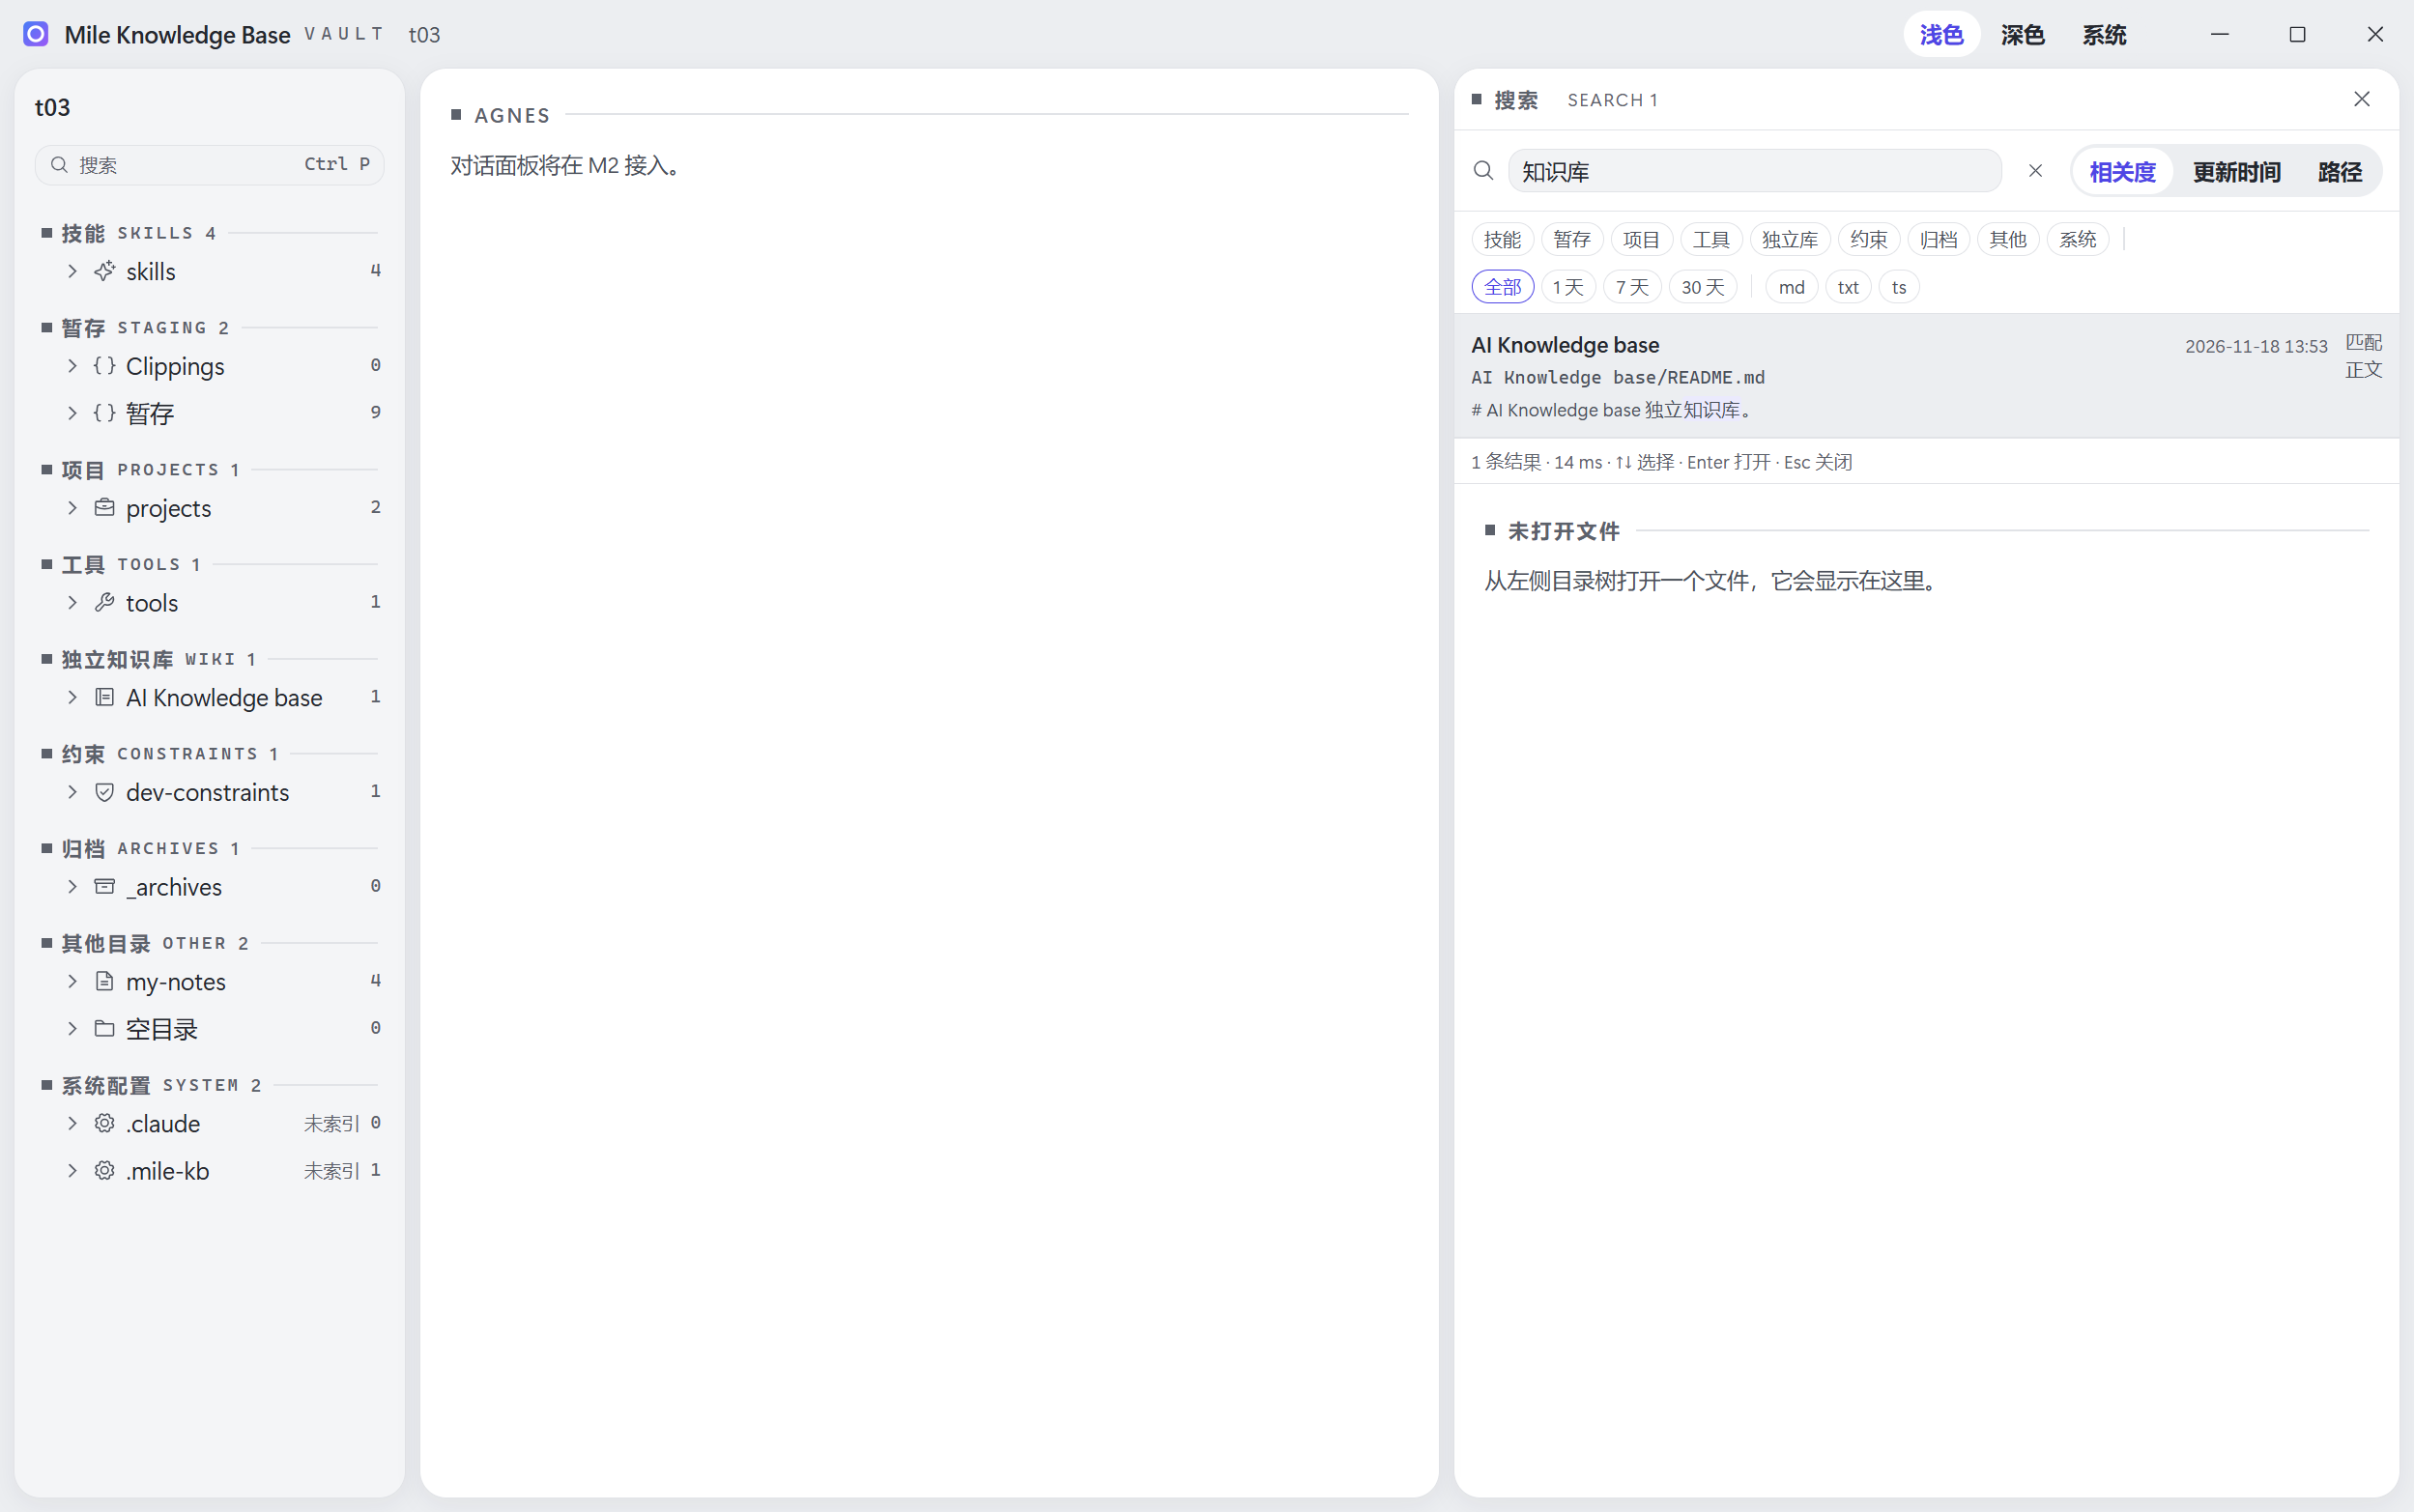 Mile Knowledge Base VAULT t03
浅色 深色 系统
t03
搜索 Ctrl P
技能 SKILLS 4
skills 4
暂存 STAGING 2
{ } Clippings 0
{ } 暂存 9
项目 PROJECTS 1
projects 2
工具 TOOLS 1
tools 1
独立知识库 WIKI 1
AI Knowledge base 1
约束 CONSTRAINTS 1
dev-constraints 1
归档 ARCHIVES 1
_archives 0
其他目录 OTHER 2
my-notes 4
空目录 0
系统配置 SYSTEM 2
.claude 未索引 0
.mile-kb 未索引 1
AGNES
对话面板将在 M2 接入。
搜索 SEARCH 1
知识库
相关度 更新时间 路径
技能 暂存 项目 工具 独立库 约束 归档 其他 系统
全部 1 天 7 天 30 天 md txt ts
AI Knowledge base 2026-11-18 13:53 匹配
正文
AI Knowledge base/README.md
# AI Knowledge base 独立知识库。
1 条结果 · 14 ms · ↑↓ 选择 · Enter 打开 · Esc 关闭
未打开文件
从左侧目录树打开一个文件，它会显示在这里。